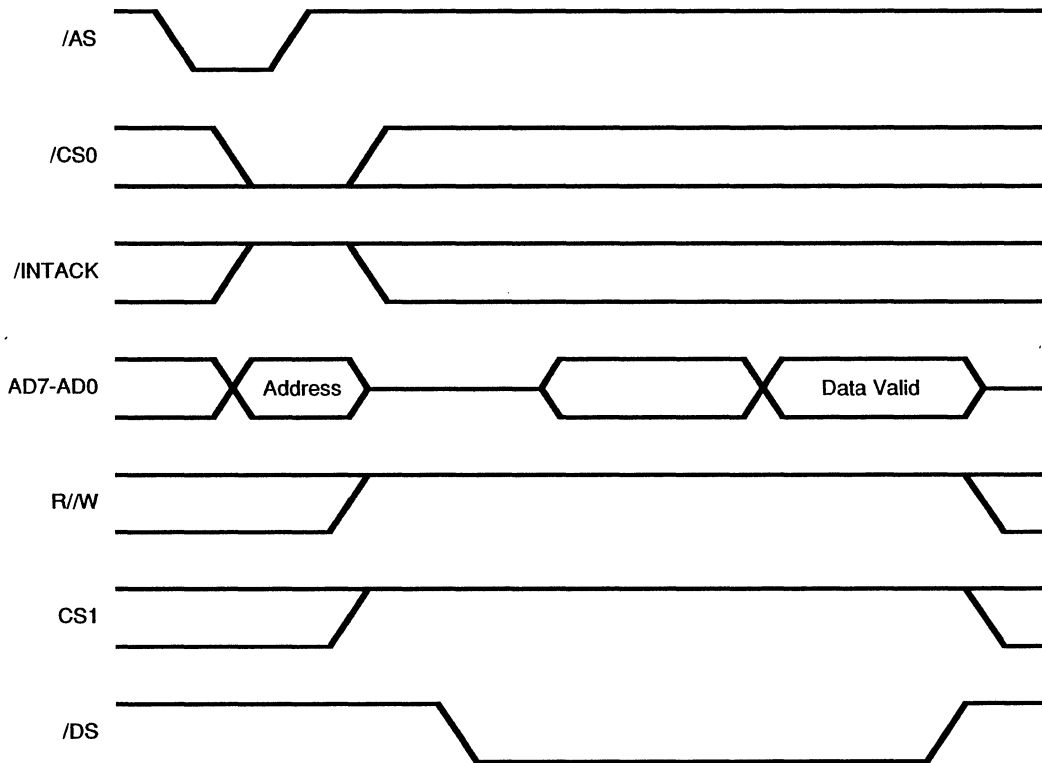 /AS
/CS0
/INTACK
AD7-AD0 Address Data Valid
R//W
CS1
/DS